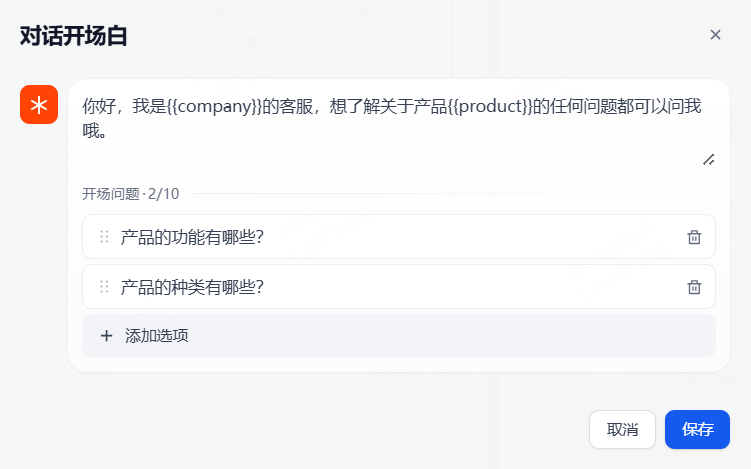 对话开场白
你好，我是{{company}}的客服，想了解关于产品{{product}}的任何问题都可以问我
哦。
开场问题 · 2/10
产品的功能有哪些?
产品的种类有哪些?
添加选项
取消
保存